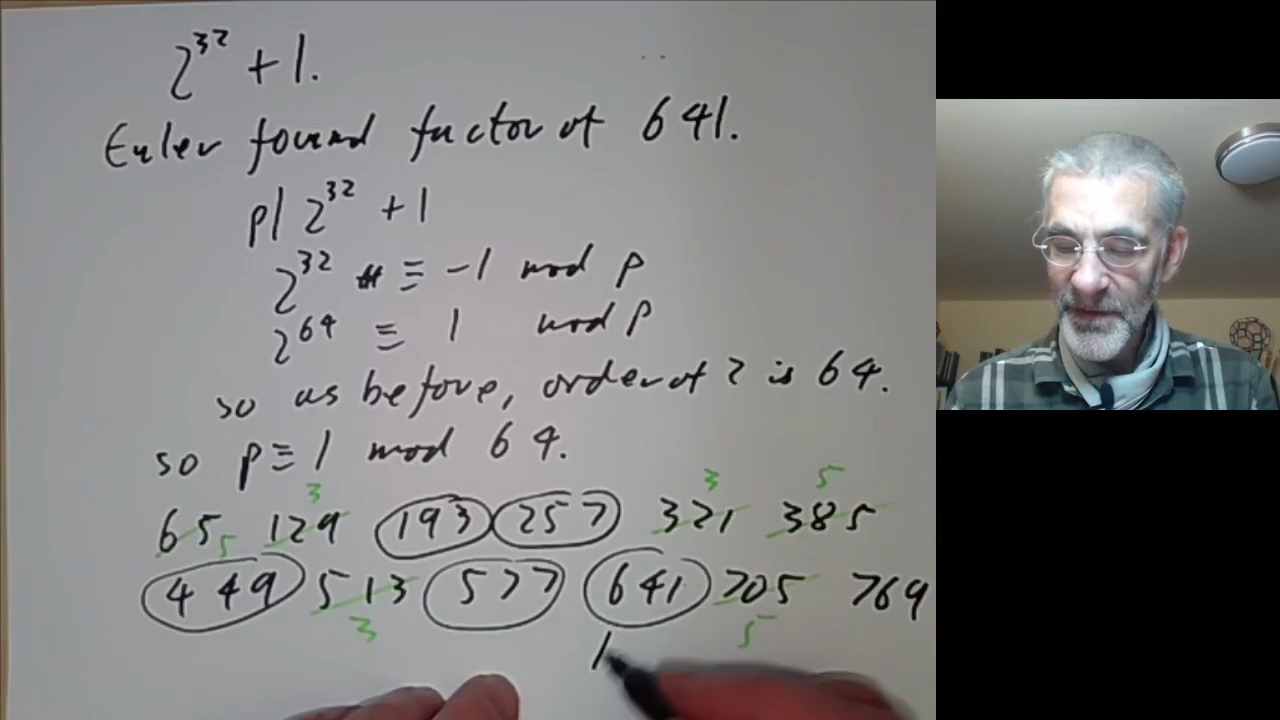 2^32 + 1.
Euler found factor of 641.
p | 2^32 + 1
2^32 ≡ -1 mod p
2^64 ≡ 1 mod p
so as before, order of 2 is 64.
so p ≡ 1 mod 64.
3 3 5
65 129 193 257 321 385
5
449 513 577 641 705 769
3 5